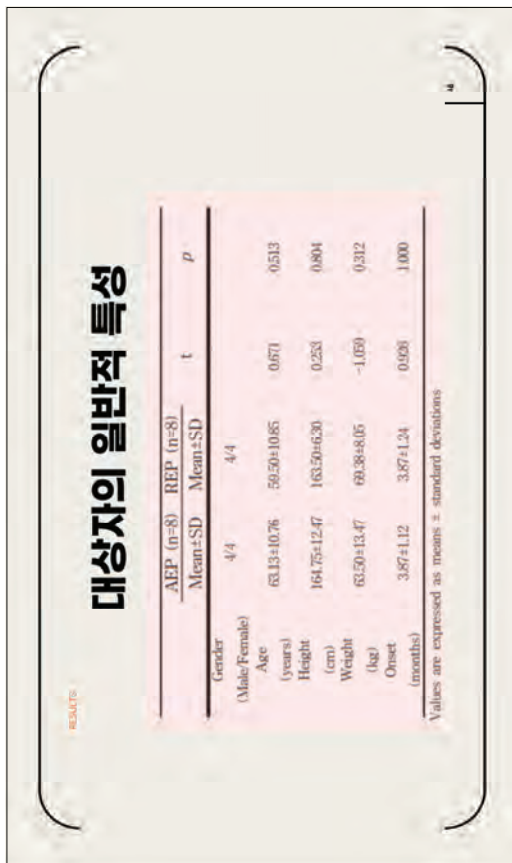 RESULTS
대상자의 일반적 특성
AEP (n=8) REP (n=8) t p
Mean±SD Mean±SD
Gender
(Male/Female) 4/4 4/4
Age
(years) 63.13±10.76 59.50±10.85 0.671 0.513
Height
(cm) 164.75±12.47 163.50±6.30 0.253 0.804
Weight
(kg) 63.50±13.47 69.38±8.05 -1.059 0.312
Onset
(months) 3.87±1.12 3.87±1.24 0.926 1.000
Values are expressed as means ± standard deviations